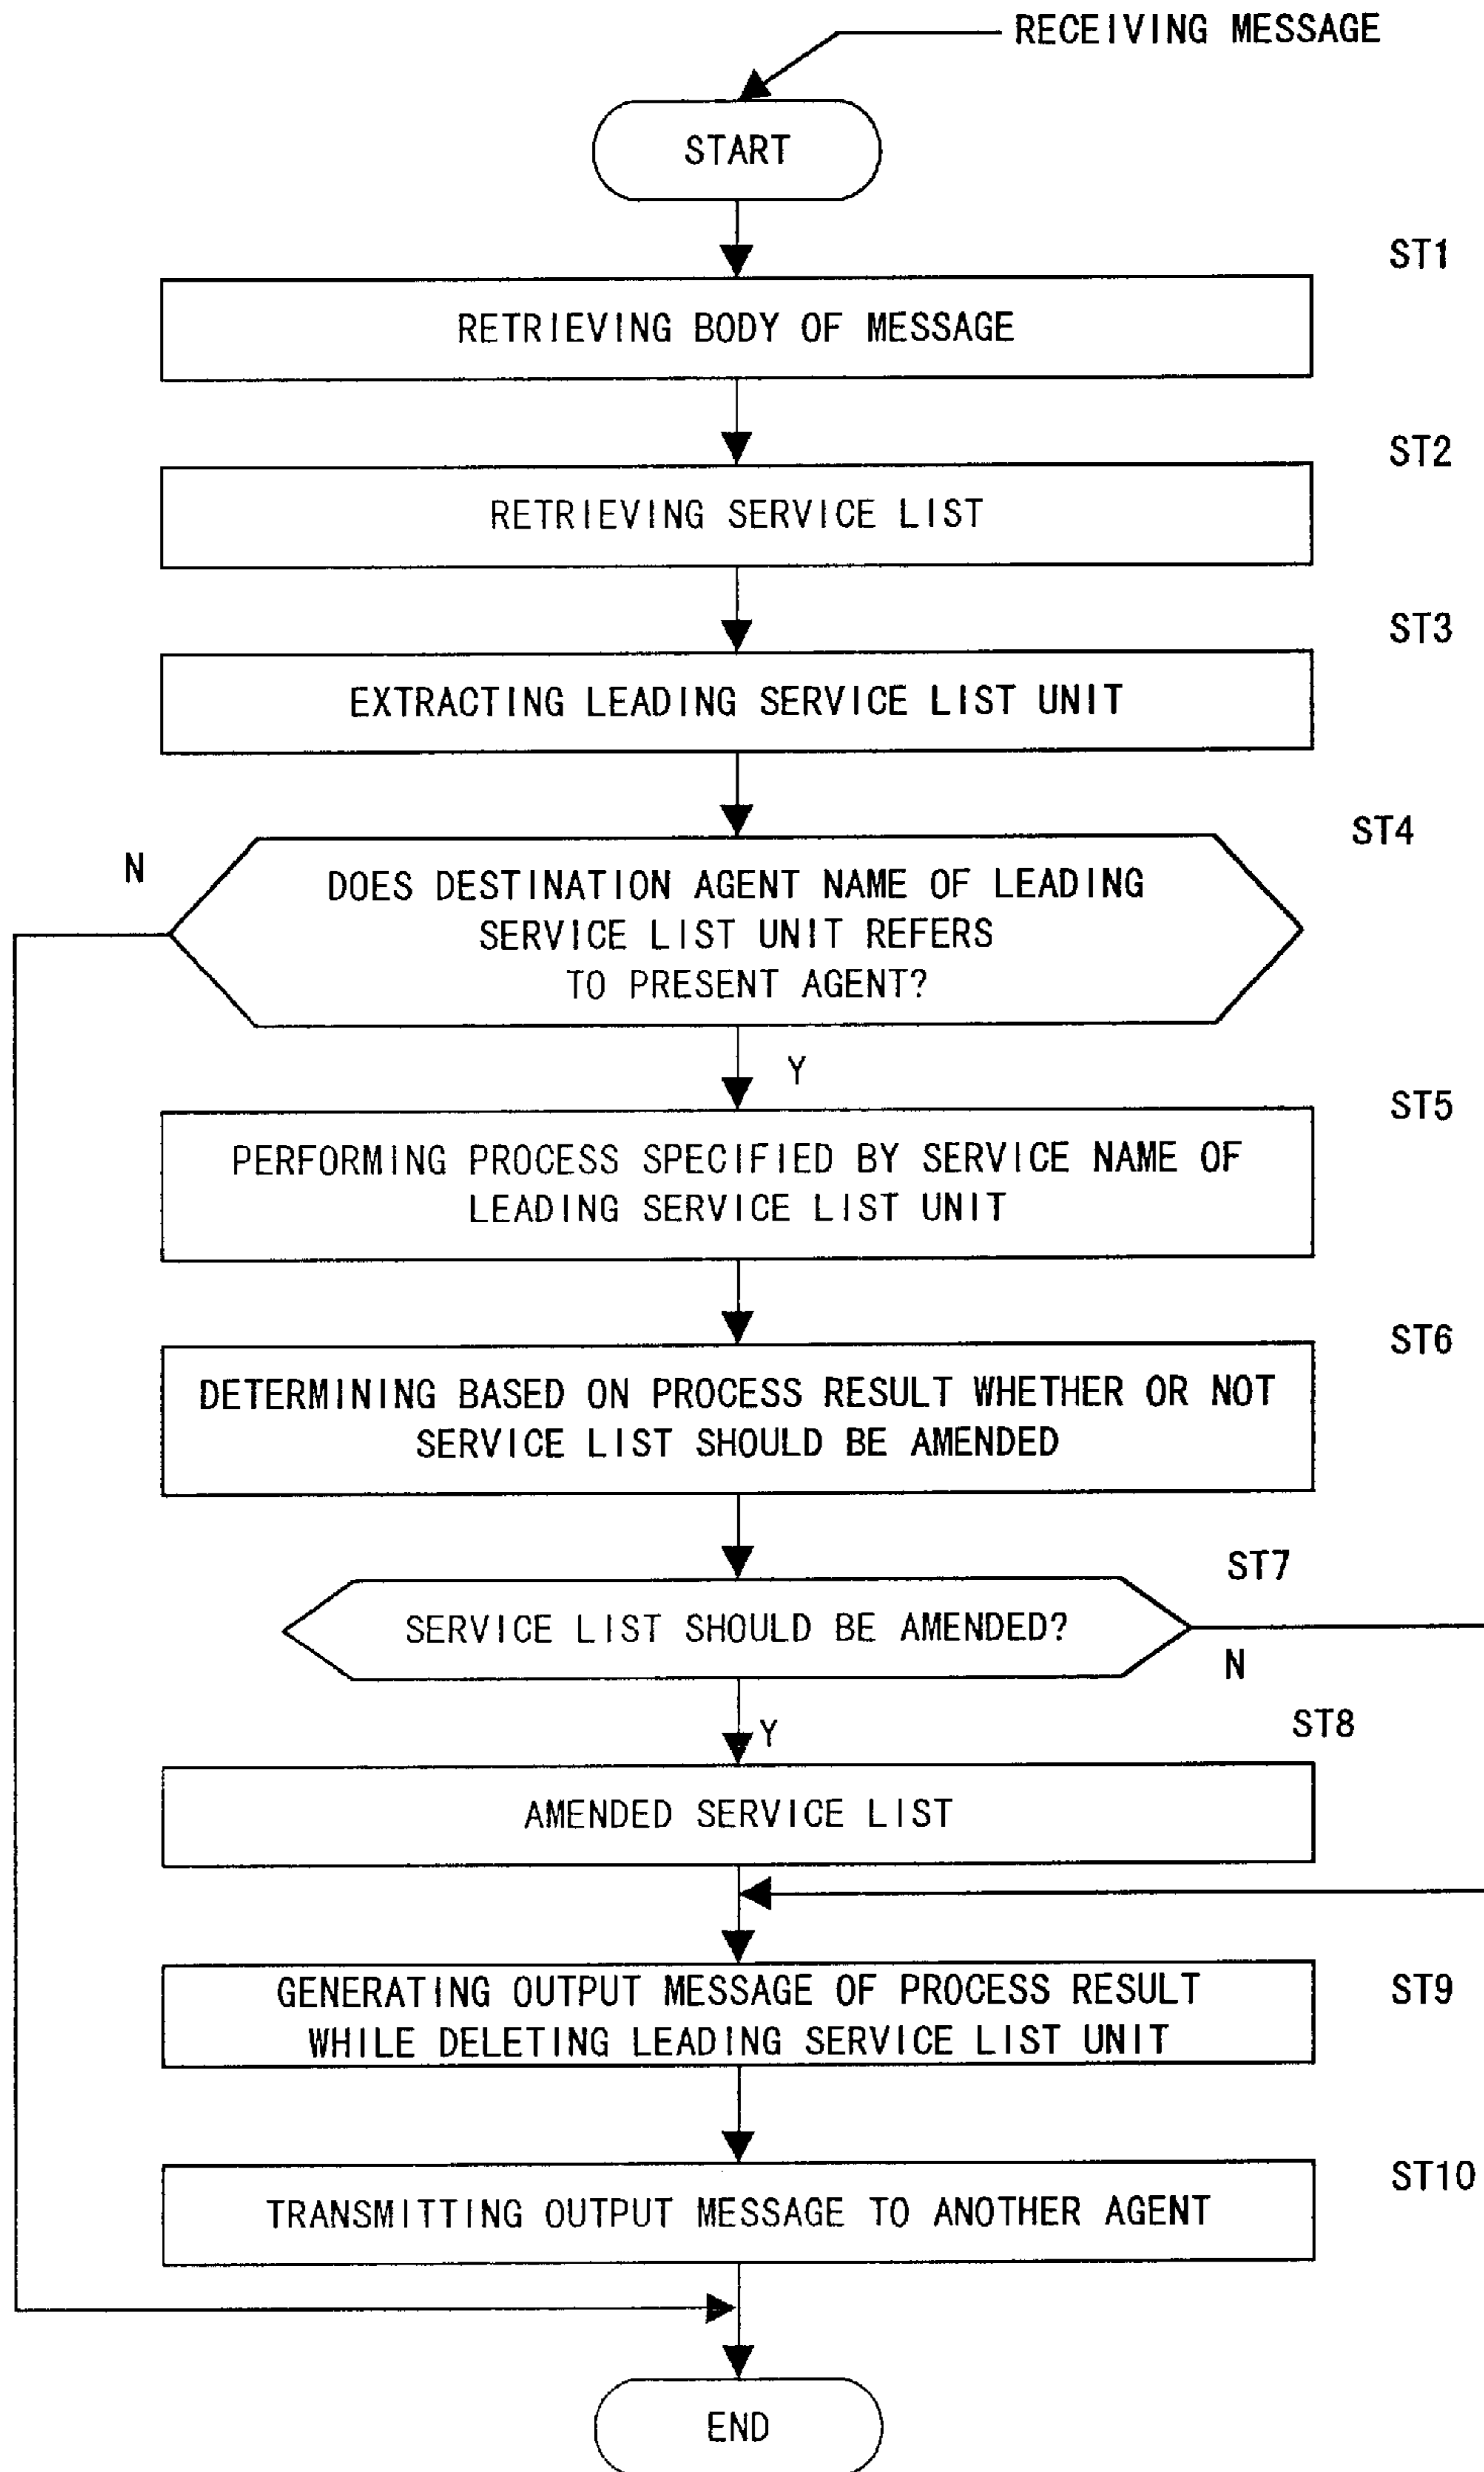 RECEIVING MESSAGE
START
ST1
RETRIEVING BODY OF MESSAGE
ST2
RETRIEVING SERVICE LIST
ST3
EXTRACTING LEADING SERVICE LIST UNIT
ST4
N
DOES DESTINATION AGENT NAME OF LEADING
SERVICE LIST UNIT REFERS
TO PRESENT AGENT?
Y
ST5
PERFORMING PROCESS SPECIFIED BY SERVICE NAME OF
LEADING SERVICE LIST UNIT
ST6
DETERMINING BASED ON PROCESS RESULT WHETHER OR NOT
SERVICE LIST SHOULD BE AMENDED
ST7
SERVICE LIST SHOULD BE AMENDED?
N
Y
ST8
AMENDED SERVICE LIST
ST9
GENERATING OUTPUT MESSAGE OF PROCESS RESULT
WHILE DELETING LEADING SERVICE LIST UNIT
ST10
TRANSMITTING OUTPUT MESSAGE TO ANOTHER AGENT
END